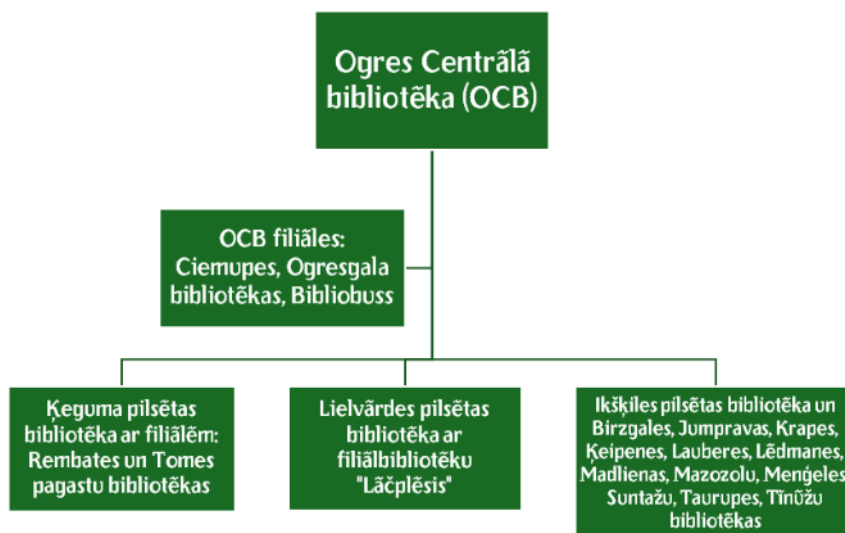 Ogres Centrālā
bibliotēka (OCB)
OCB filiāles:
Ciemupes, Ogresgala
bibliotēkas, Bibliobuss
Ķeguma pilsētas
bibliotēka ar filiālēm:
Rembates un Tomes
pagastu bibliotēkas
Lielvārdes pilsētas
bibliotēka ar
filiālbibliotēku
"Lāčplēsis"
Ikšķiles pilsētas bibliotēka un
Birzgales, Jumpravas, Krapes,
Ķeipenes, Lauberes, Lēdmanes,
Madlienas, Mazozolu, Meņģeles
Suntažu, Taurupes, Tīnūžu
bibliotēkas